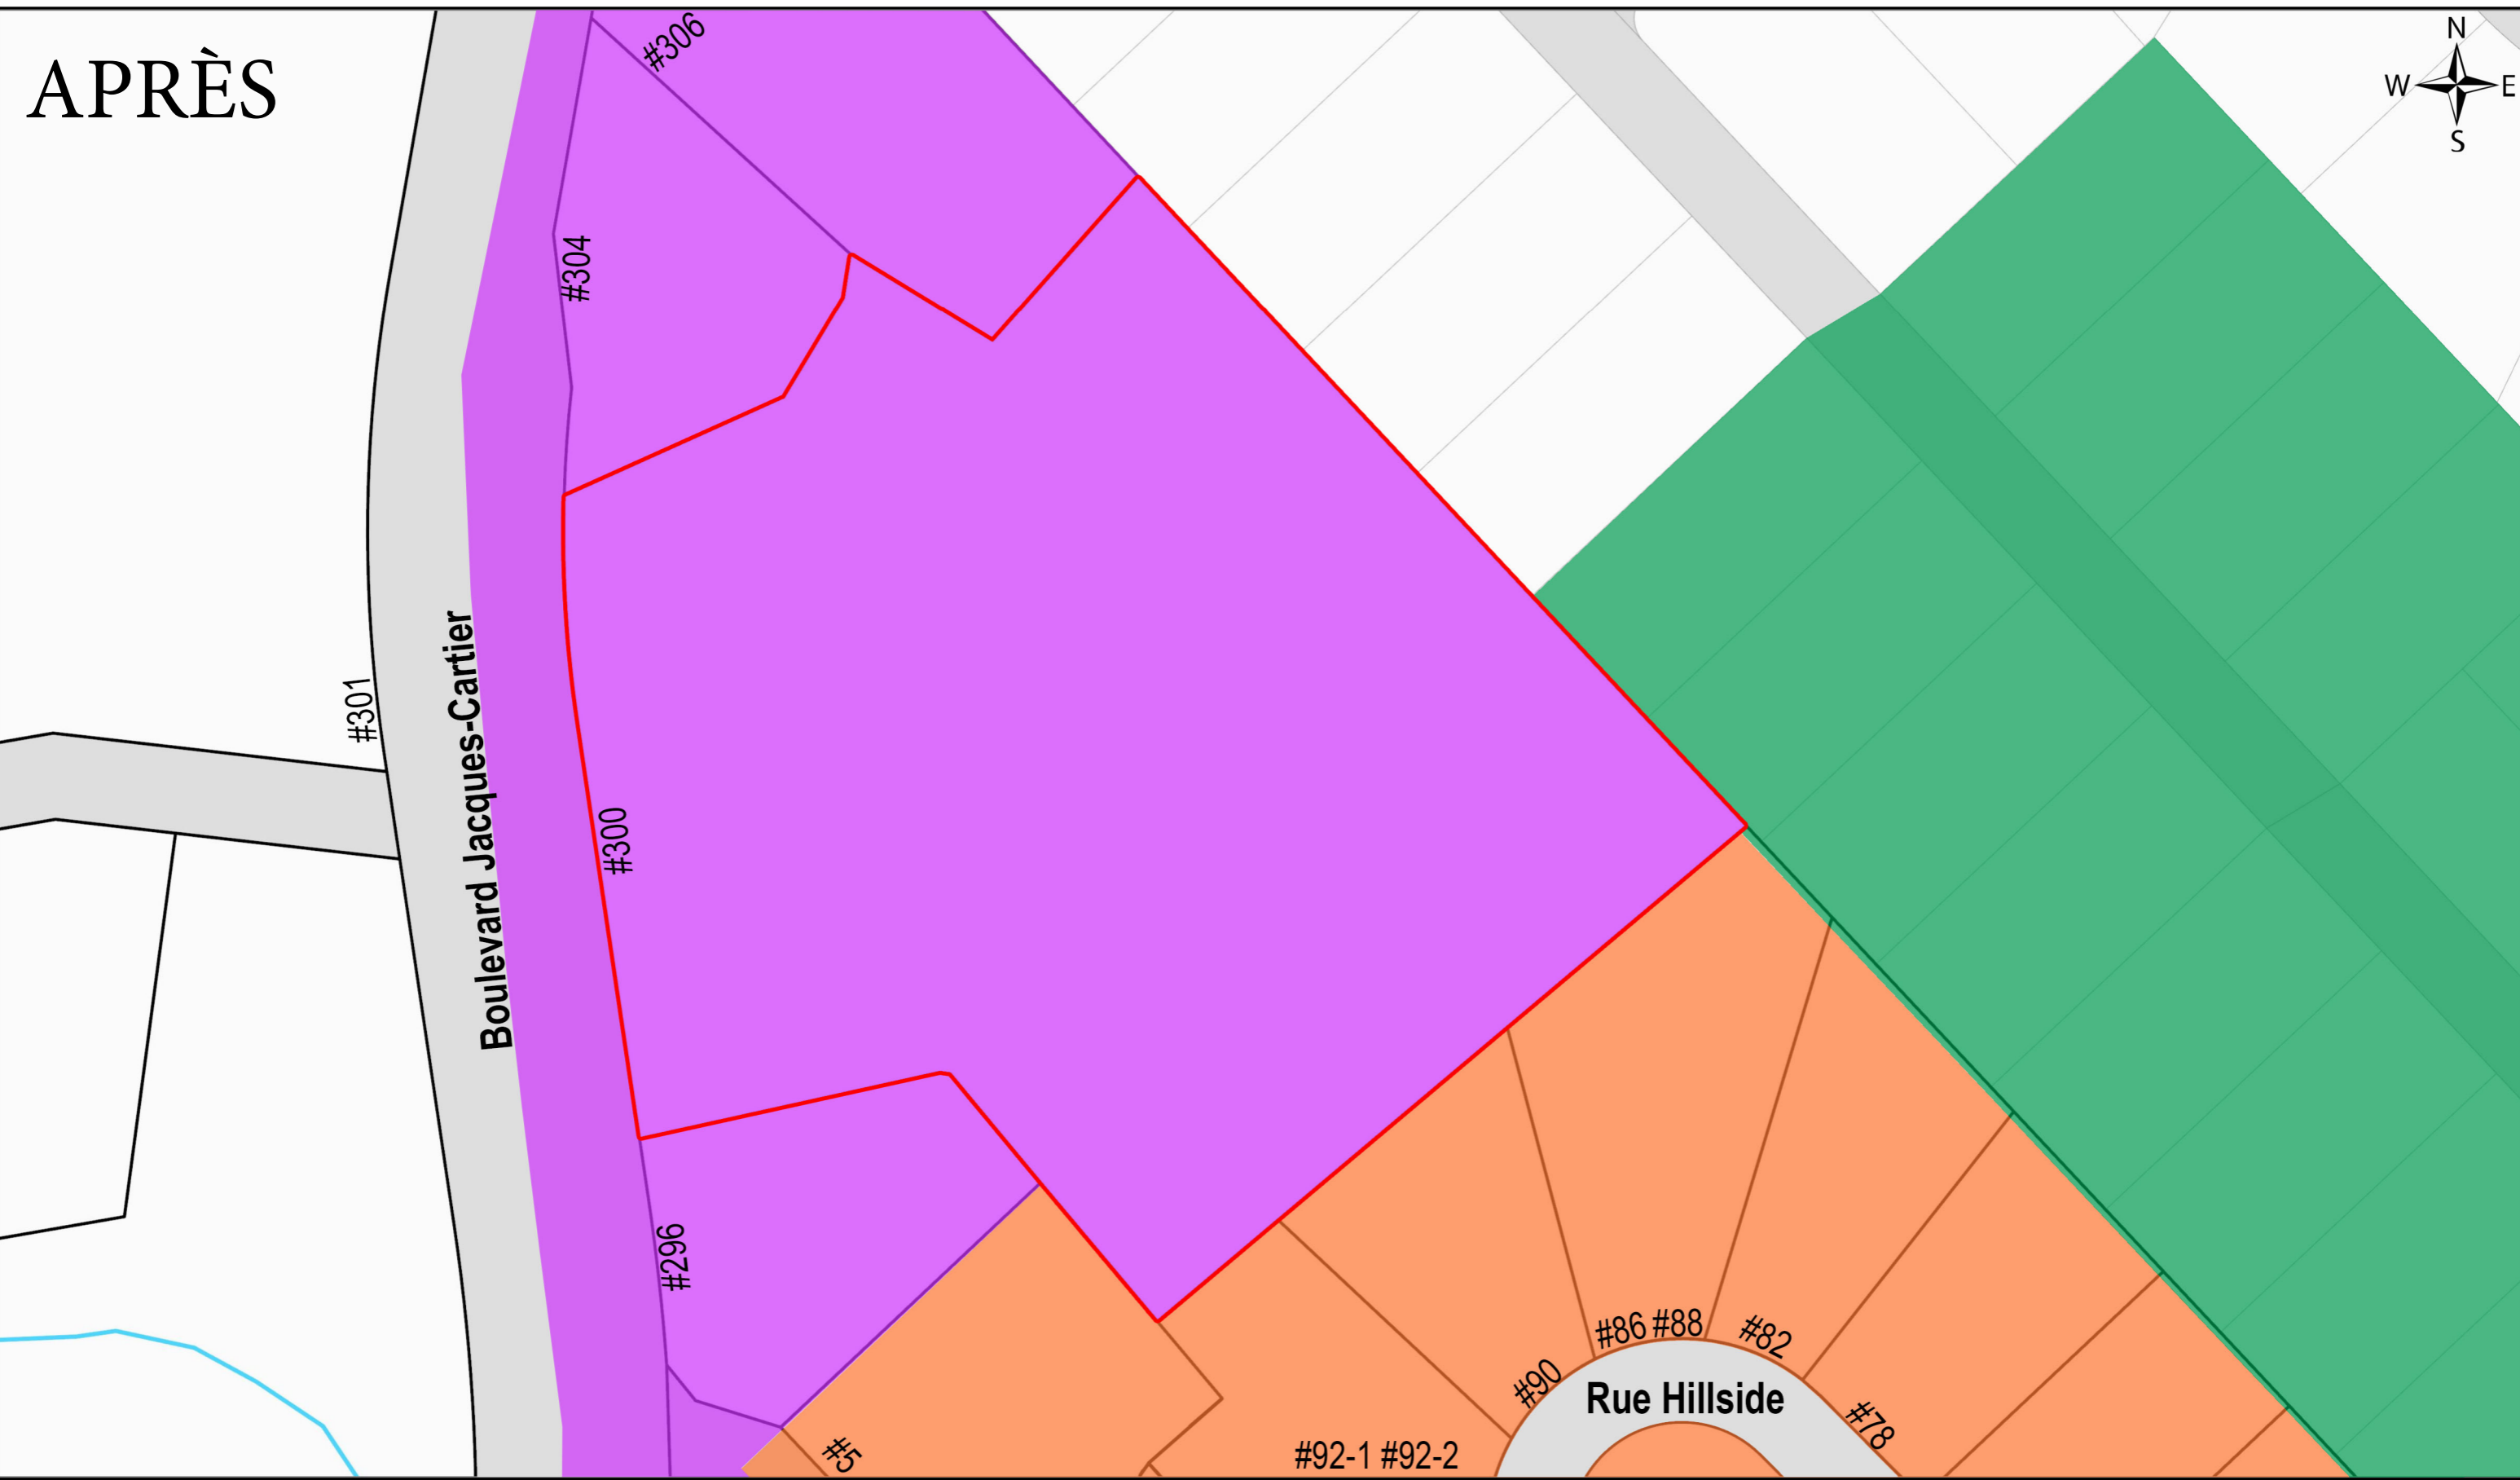 APRÈS
N
W E
S
#306
#304
#301
Boulevard Jacques-Cartier
#300
#296
#86 #88
#82
#90
Rue Hillside
#78
#5
#92-1 #92-2